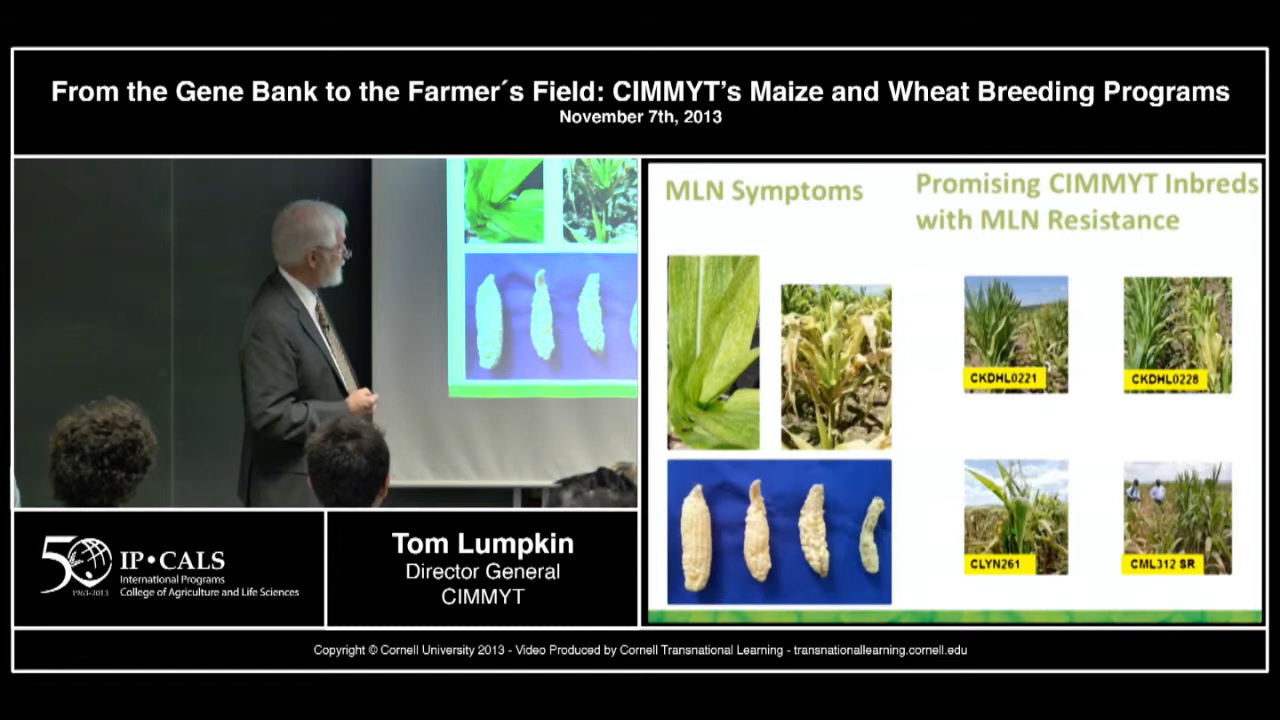 From the Gene Bank to the Farmer´s Field: CIMMYT's Maize and Wheat Breeding Programs
November 7th, 2013
MLN Symptoms
Promising CIMMYT Inbreds
with MLN Resistance
CKDHL0221
CKDHL0228
CLYN261
CML312 SR
50
1963-2013
IP•CALS
International Programs
College of Agriculture and Life Sciences
Tom Lumpkin
Director General
CIMMYT
Copyright © Cornell University 2013 - Video Produced by Cornell Transnational Learning - transnationallearning.cornell.edu